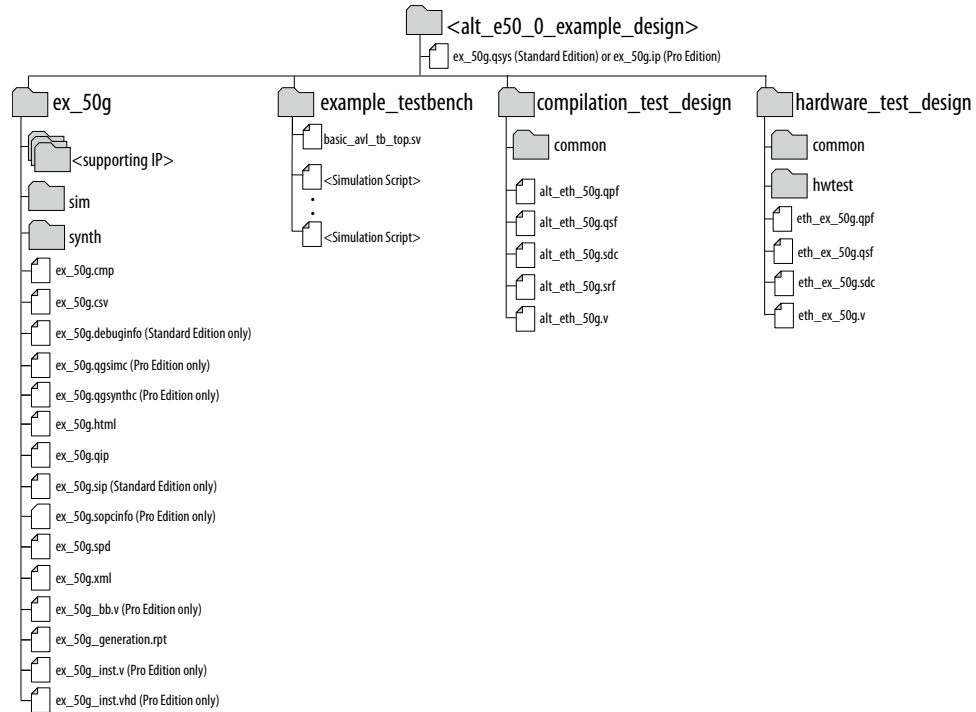 <alt_e50_0_example_design>
ex_50g.qsys (Standard Edition) or ex_50g.ip (Pro Edition)
ex_50g
<supporting IP>
sim
synth
ex_50g.cmp
ex_50g.csv
ex_50g.debuginfo (Standard Edition only)
ex_50g.qgsimc (Pro Edition only)
ex_50g.qgsynthc (Pro Edition only)
ex_50g.html
ex_50g.qip
ex_50g.sip (Standard Edition only)
ex_50g.sopcinfo (Pro Edition only)
ex_50g.spd
ex_50g.xml
ex_50g_bb.v (Pro Edition only)
ex_50g_generation.rpt
ex_50g_inst.v (Pro Edition only)
ex_50g_inst.vhd (Pro Edition only)
example_testbench
basic_avl_tb_top.sv
<Simulation Script>
<Simulation Script>
compilation_test_design
common
alt_eth_50g.qpf
alt_eth_50g.qsf
alt_eth_50g.sdc
alt_eth_50g.srf
alt_eth_50g.v
hardware_test_design
common
hwtest
eth_ex_50g.qpf
eth_ex_50g.qsf
eth_ex_50g.sdc
eth_ex_50g.v